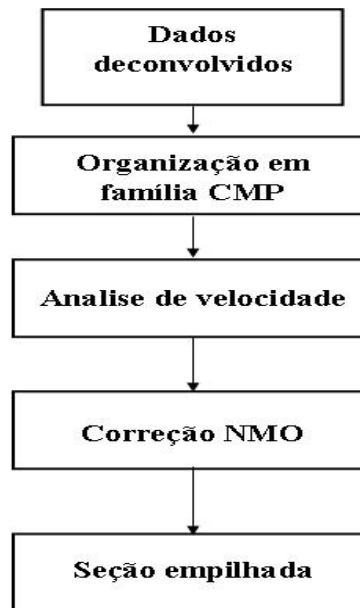 Dados
deconvolvidos
Organização em
família CMP
Analise de velocidade
Correção NMO
Seção empilhada